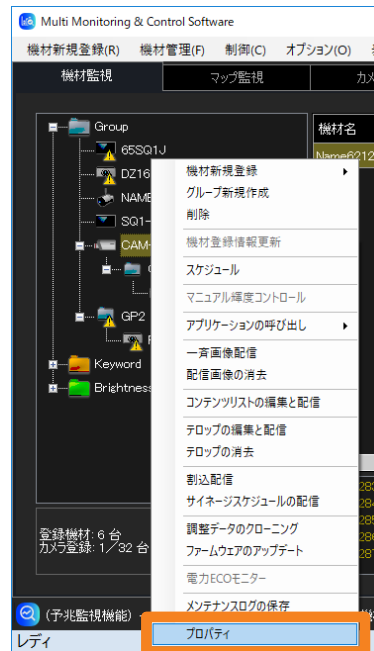 Multi Monitoring & Control Software
機材新規登録(R) 機材管理(F) 制御(C) オプション(O)
機材監視 マップ監視
Group
機材名
65SQ1J
Name6212
DZ16
NAME
SQ1-
CAM-
GP2
Keyword
Brightness
機材新規登録
グループ新規作成
削除
機材登録情報更新
スケジュール
マニュアル輝度コントロール
アプリケーションの呼び出し
一斉画像配信
配信画像の消去
コンテンツリストの編集と配信
テロップの編集と配信
テロップの消去
割込配信
サイネージスケジュールの配信
調整データのクローニング
ファームウェアのアップデート
電力ECOモニター
メンテナンスログの保存
プロパティ
登録機材: 6 台
カメラ登録: 1/32 台
(予兆監視機能)
レディ